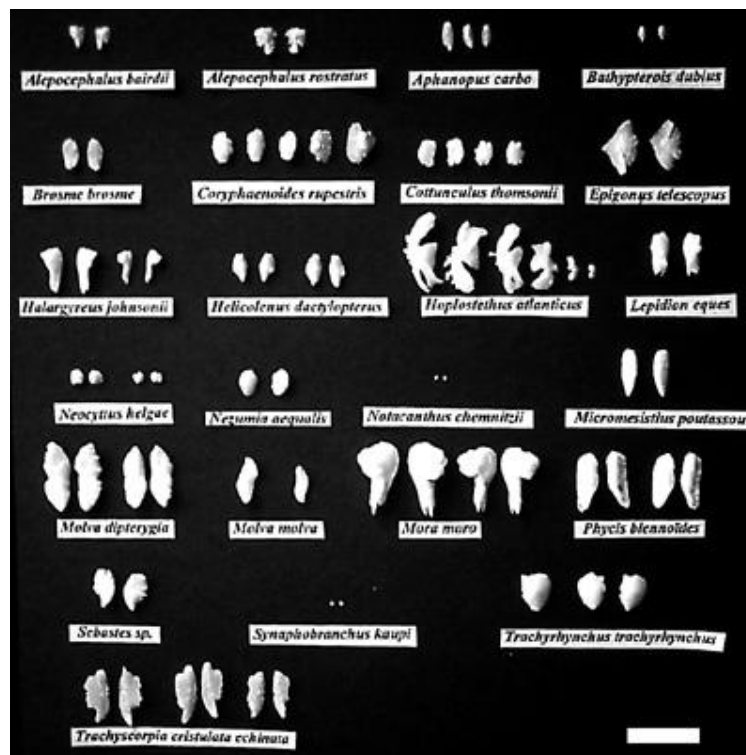 Alepocephalus bairdii
Alepocephalus rostratus
Aphanopus carbo
Bathypterois dubius
Brosme brosme
Coryphaenoides rupestris
Cottunculus thomsonii
Epigonus telescopus
Halargyreus johnsonii
Helicolenus dactylopterus
Hoplostethus atlanticus
Lepidion eques
Neocyttus helgae
Nezumia aequalis
Notacanthus chemnitzii
Micromesistius poutassou
Molva dipterygia
Molva molva
Mora moro
Phycis blennoides
Sebastes sp.
Synaphobranchus kaupi
Trachyrhynchus trachyrhynchus
Trachyscorpia cristulata echinata